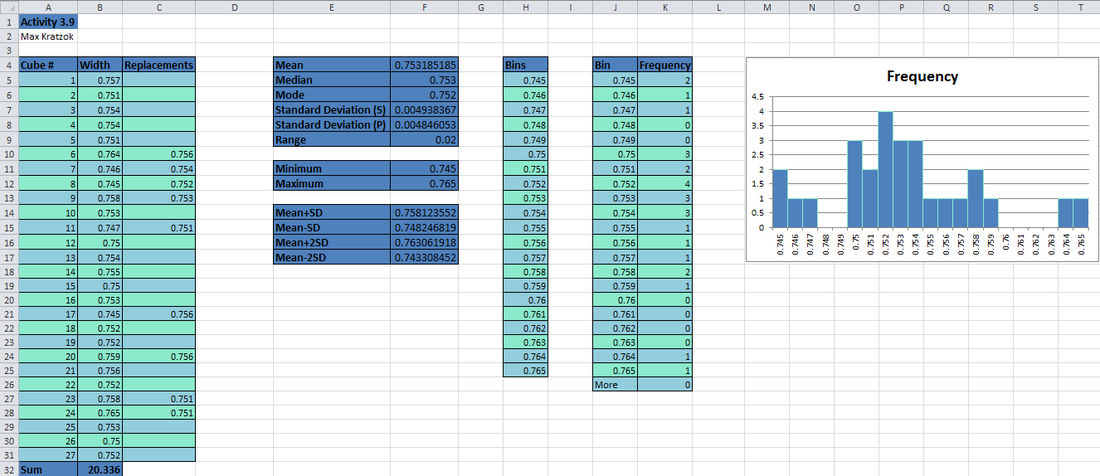 A B C D E F G H I J K L M N O P Q R S T
1 Activity 3.9
2 Max Kratzok
3
4 Cube # Width Replacements Mean 0.753185185 Bins Bin Frequency
5 1 0.757 Median 0.753 0.745 0.745 2
6 2 0.751 Mode 0.752 0.746 0.746 1
7 3 0.754 Standard Deviation (S) 0.004938367 0.747 0.747 1
8 4 0.754 Standard Deviation (P) 0.004846053 0.748 0.748 0
9 5 0.751 Range 0.02 0.749 0.749 0
10 6 0.764 0.756 0.75 0.75 3
11 7 0.746 0.754 Minimum 0.745 0.751 0.751 2
12 8 0.745 0.752 Maximum 0.765 0.752 0.752 4
13 9 0.758 0.753 0.753 0.753 3
14 10 0.753 Mean+SD 0.758123552 0.754 0.754 3
15 11 0.747 0.751 Mean-SD 0.748246819 0.755 0.755 1
16 12 0.75 Mean+2SD 0.763061918 0.756 0.756 1
17 13 0.754 Mean-2SD 0.743308452 0.757 0.757 1
18 14 0.755 0.758 0.758 2
19 15 0.75 0.759 0.759 1
20 16 0.753 0.76 0.76 0
21 17 0.745 0.756 0.761 0.761 0
22 18 0.752 0.762 0.762 0
23 19 0.752 0.763 0.763 0
24 20 0.759 0.756 0.764 0.764 1
25 21 0.756 0.765 0.765 1
26 22 0.752 More 0
27 23 0.758 0.751
28 24 0.765 0.751
29 25 0.753
30 26 0.75
31 27 0.752
32 Sum 20.336
Frequency
4.5
4
3.5
3
2.5
2
1.5
1
0.5
0
0.745 0.746 0.747 0.748 0.749 0.75 0.751 0.752 0.753 0.754 0.755 0.756 0.757 0.758 0.759 0.76 0.761 0.762 0.763 0.764 0.765